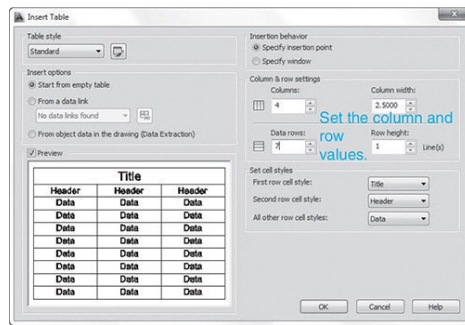 Insert Table
Table style
Standard
Insert options
Start from empty table
From a data link
No data links found
From object data in the drawing (Data Extraction)
Preview
Title
Header Header Header
Data Data Data
Data Data Data
Data Data Data
Data Data Data
Data Data Data
Data Data Data
Data Data Data
Data Data Data
Insertion behavior
Specify insertion point
Specify window
Column & row settings
Columns: Column width:
4 2.5000
Set the column and
Data rows: Row height:
row
7 1 Line(s)
values.
Set cell styles
First row cell style: Title
Second row cell style: Header
All other row cell styles: Data
OK Cancel Help